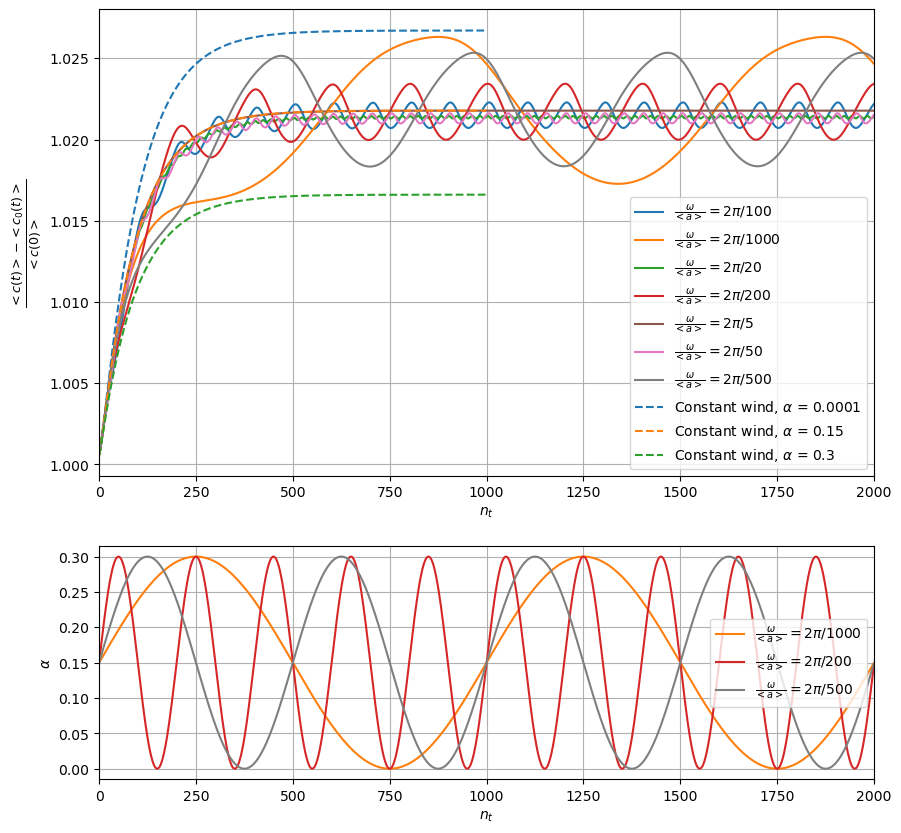 1.025
1.020
1.015
1.010
1.005
1.000
< c(t) > − < c₀(t) >
< c(0) >
0 250 500 750 1000 1250 1500 1750 2000
n_t
ω/<a> = 2π/100
ω/<a> = 2π/1000
ω/<a> = 2π/20
ω/<a> = 2π/200
ω/<a> = 2π/5
ω/<a> = 2π/50
ω/<a> = 2π/500
Constant wind, α = 0.0001
Constant wind, α = 0.15
Constant wind, α = 0.3
0.30
0.25
0.20
0.15
0.10
0.05
0.00
α
ω/<a> = 2π/1000
ω/<a> = 2π/200
ω/<a> = 2π/500
0 250 500 750 1000 1250 1500 1750 2000
n_t